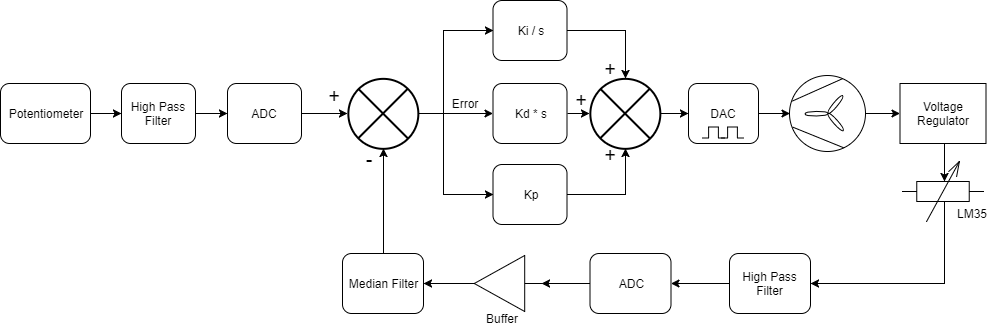 Potentiometer
High Pass
Filter
ADC
+
-
Error
Ki / s
Kd * s
Kp
+
+
+
DAC
Voltage
Regulator
LM35
High Pass
Filter
ADC
Buffer
Median Filter